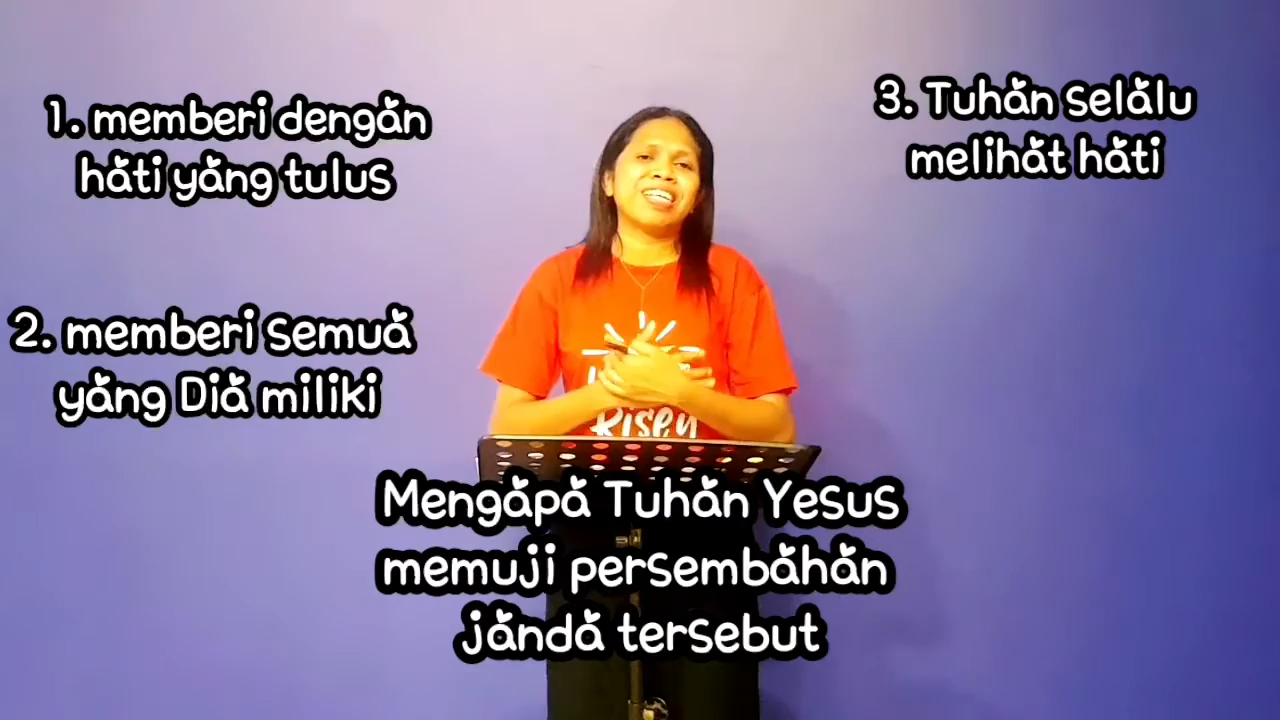 1. memberi dengan
hati yang tulus
2. memberi semua
yang Dia miliki
3. Tuhan selalu
melihat hati
Risen
Mengapa Tuhan Yesus
memuji persembahan
janda tersebut